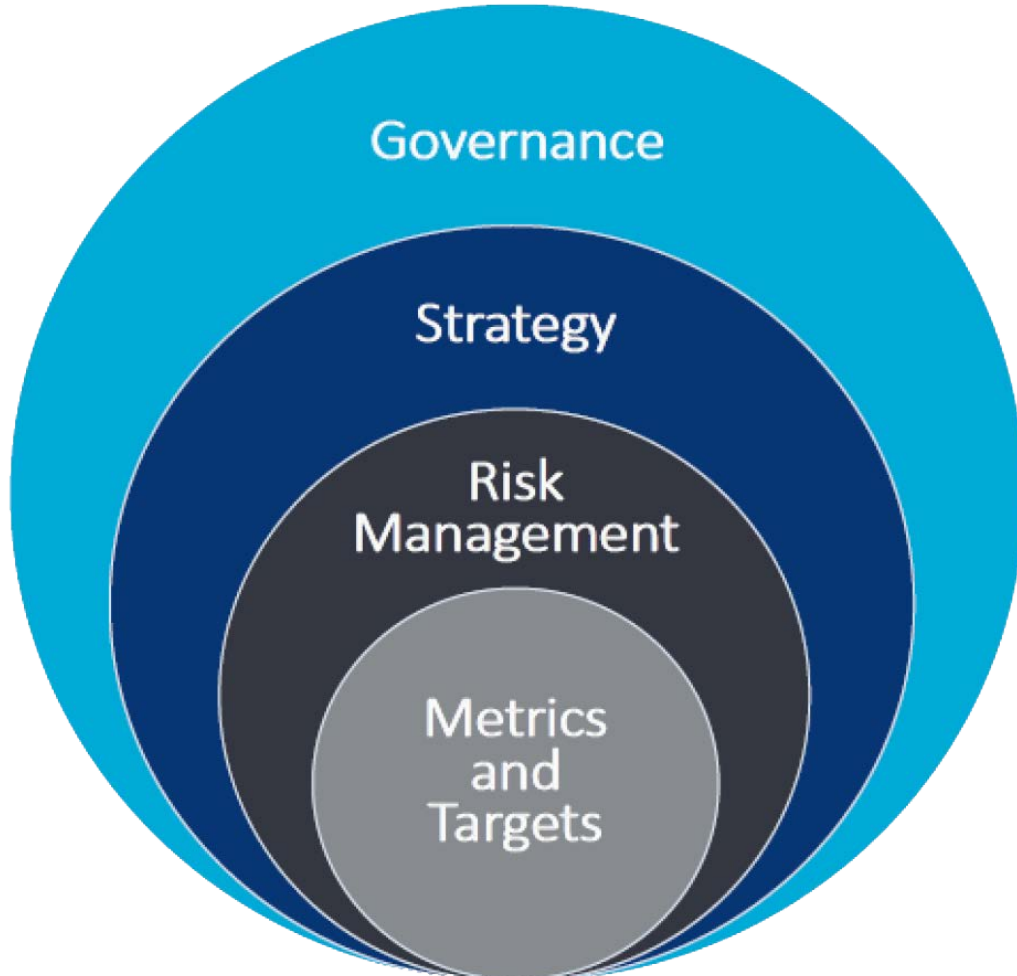 Governance
Strategy
Risk
Management
Metrics
and
Targets